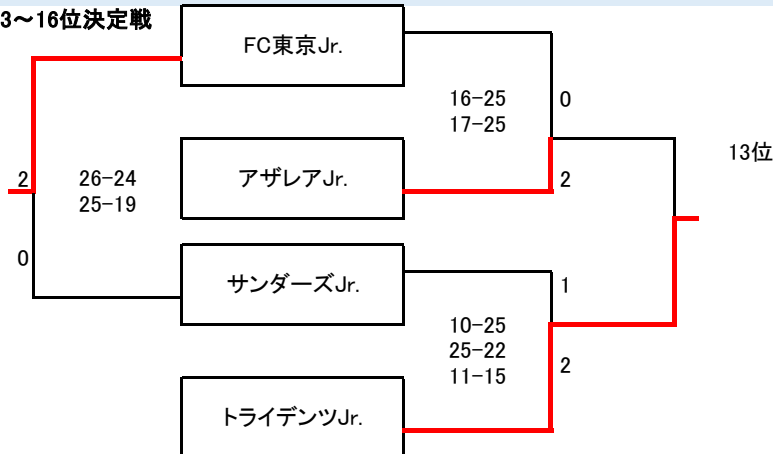 3～16位決定戦
FC東京Jr.
16-25
17-25
0
13位
2
26-24
25-19
アザレアJr.
2
0
サンダーズJr.
1
10-25
25-22
11-15
2
トライデンツJr.